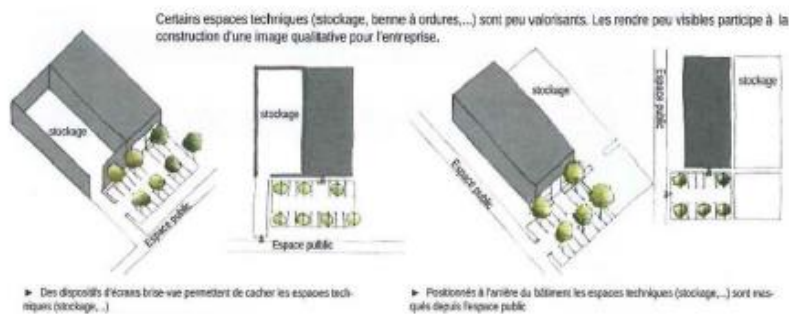 Certains espaces techniques (stockage, benne à ordures,...) sont peu valorisants. Les rendre peu visibles participe à la
construction d'une image qualitative pour l'entreprise.
stockage
Espace public
stockage
Espace public
stockage
Espace public
Espace public
stockage
► Des dispositifs d'écrans brise-vue permettent de cacher les espaces tech-
niques (stockage,...)
► Positionnés à l'arrière du bâtiment les espaces techniques (stockage,...) sont mas-
qués depuis l'espace public